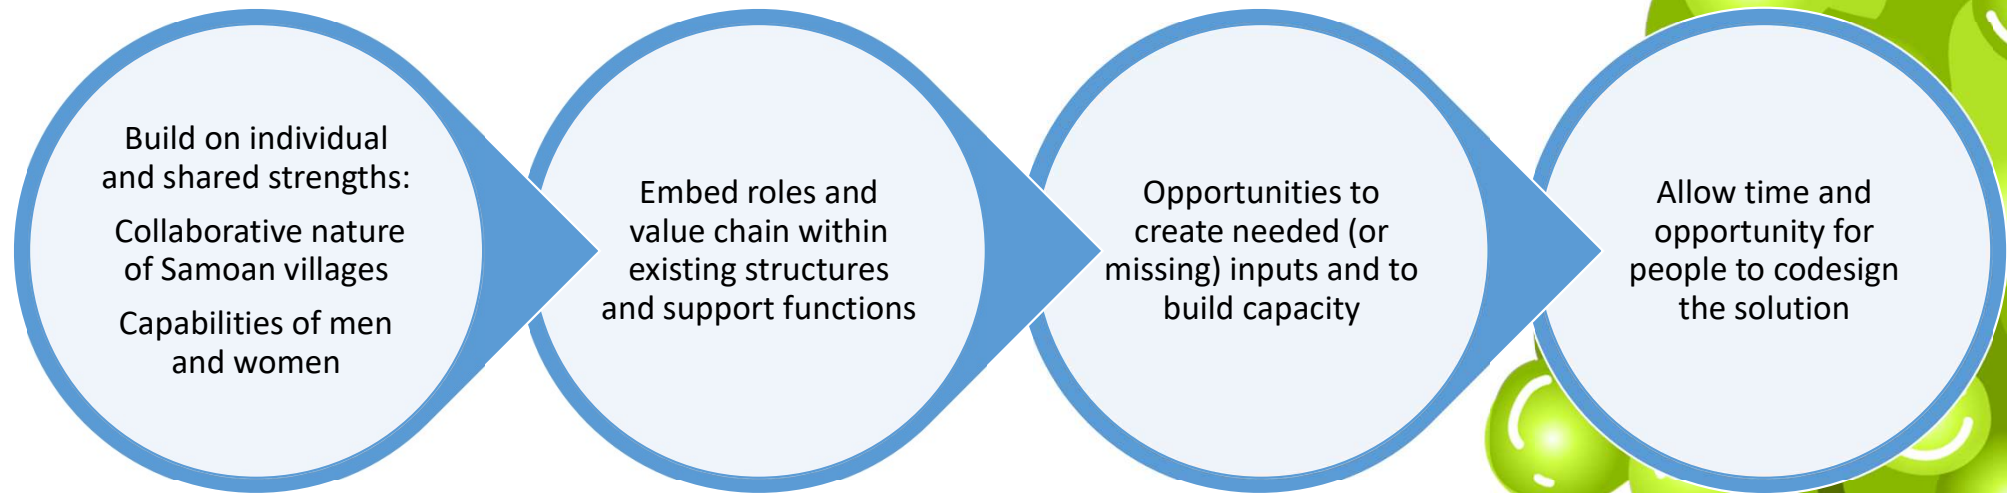 Build on individual
and shared strengths:
Collaborative nature
of Samoan villages
Capabilities of men
and women
Embed roles and
value chain within
existing structures
and support functions
Opportunities to
create needed (or
missing) inputs and to
build capacity
Allow time and
opportunity for
people to codesign
the solution